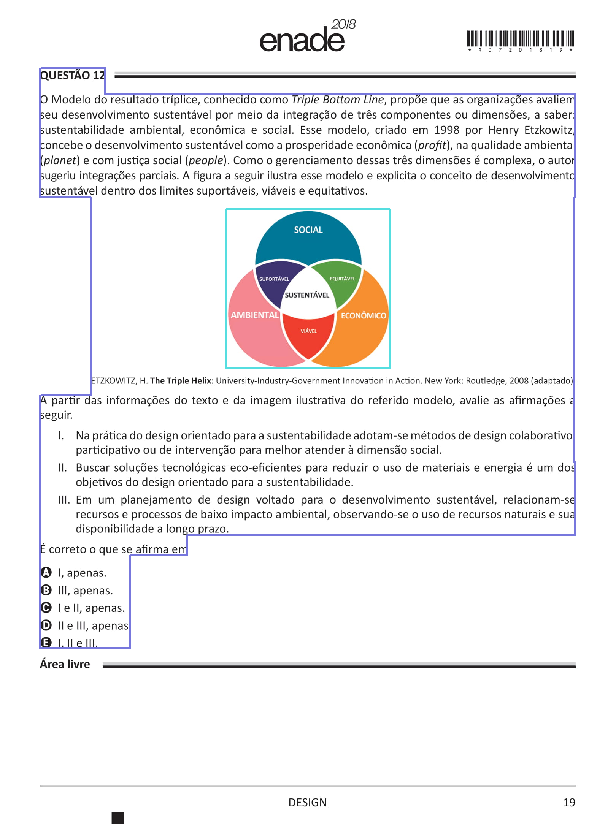 enade2018
*R1720181 9*
QUESTÃO 12
O Modelo do resultado tríplice, conhecido como Triple Bottom Line, propõe que as organizações avaliem
seu desenvolvimento sustentável por meio da integração de três componentes ou dimensões, a saber:
sustentabilidade ambiental, econômica e social. Esse modelo, criado em 1998 por Henry Etzkowitz,
concebe o desenvolvimento sustentável como a prosperidade econômica (profit), na qualidade ambiental
(planet) e com justiça social (people). Como o gerenciamento dessas três dimensões é complexa, o autor
sugeriu integrações parciais. A figura a seguir ilustra esse modelo e explicita o conceito de desenvolvimento
sustentável dentro dos limites suportáveis, viáveis e equitativos.
SOCIAL
SUPORTÁVEL
EQUITÁVEL
SUSTENTÁVEL
AMBIENTAL
ECONÔMICO
VIÁVEL
ETZKOWITZ, H. The Triple Helix: University-Industry-Government Innovation in Action. New York: Routledge, 2008 (adaptado).
A partir das informações do texto e da imagem ilustrativa do referido modelo, avalie as afirmações a
seguir.
I. Na prática do design orientado para a sustentabilidade adotam-se métodos de design colaborativo,
participativo ou de intervenção para melhor atender à dimensão social.
II. Buscar soluções tecnológicas eco-eficientes para reduzir o uso de materiais e energia é um dos
objetivos do design orientado para a sustentabilidade.
III. Em um planejamento de design voltado para o desenvolvimento sustentável, relacionam-se
recursos e processos de baixo impacto ambiental, observando-se o uso de recursos naturais e sua
disponibilidade a longo prazo.
É correto o que se afirma em
A I, apenas.
B III, apenas.
C I e II, apenas.
D II e III, apenas.
E I, II e III.
Área livre
DESIGN
19